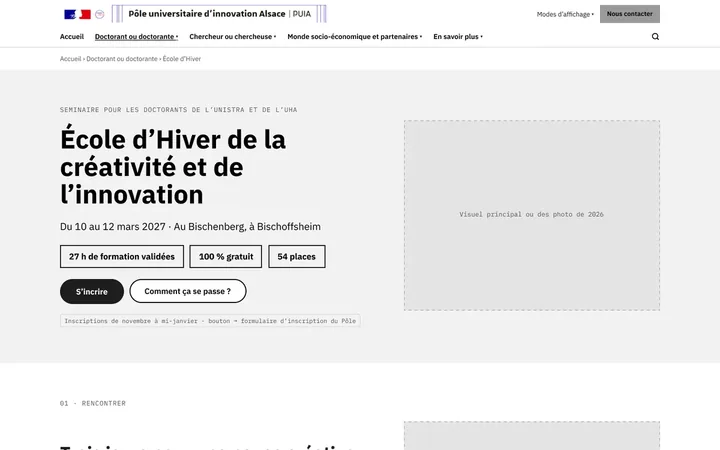 Pôle universitaire d'innovation Alsace | PUIA
Modes d'affichage
Nous contacter
Accueil
Doctorant ou doctorante
Chercheur ou chercheuse
Monde socio-économique et partenaires
En savoir plus
Accueil › Doctorant ou doctorante › École d'Hiver
SEMINAIRE POUR LES DOCTORANTS DE L'UNISTRA ET DE L'UHA
École d'Hiver de la
créativité et de
l'innovation
Du 10 au 12 mars 2027 · Au Bischenberg, à Bischoffsheim
27 h de formation validées
100 % gratuit
54 places
S'incrire
Comment ça se passe ?
Inscriptions de novembre à mi-janvier · bouton → formulaire d'inscription du Pôle
Visuel principal ou des photo de 2026
01 · RENCONTRER